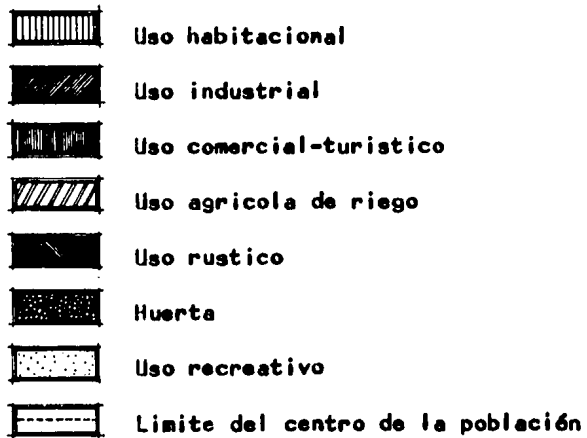 Uso habitacional
Uso industrial
Uso comercial-turistico
Uso agricola de riego
Uso rustico
Huerta
Uso recreativo
Limite del centro de la población